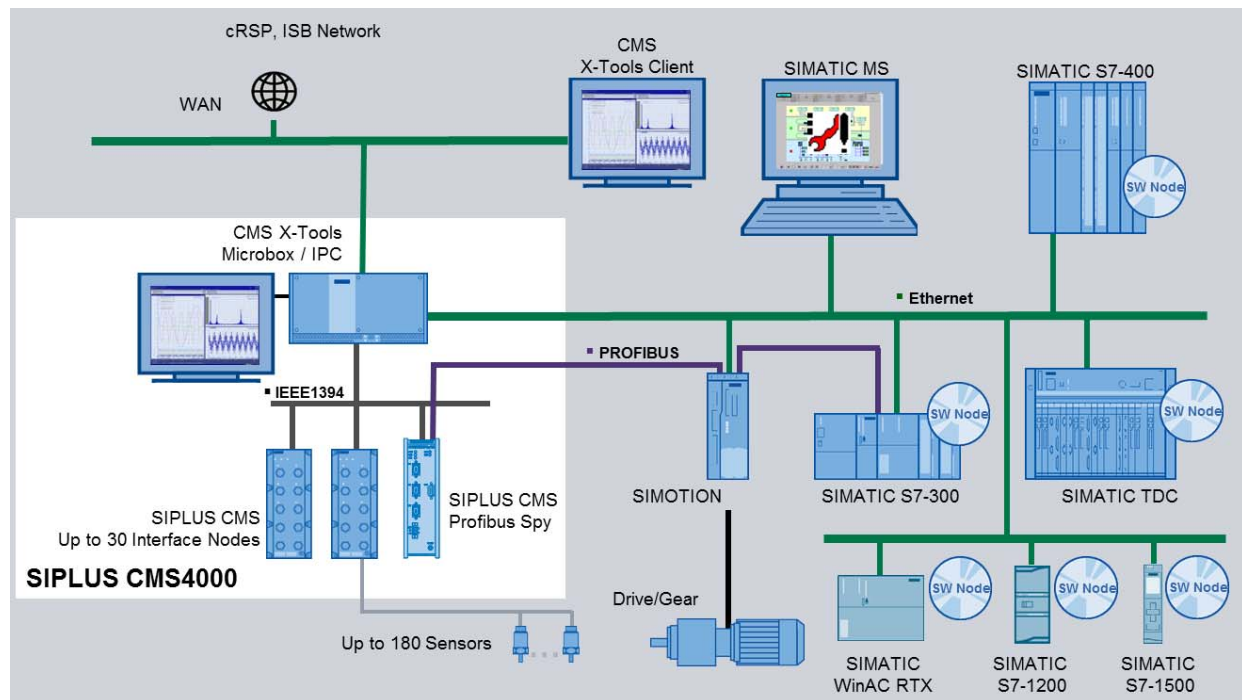 cRSP, ISB Network
WAN
CMS
X-Tools Client
SIMATIC MS
SIMATIC S7-400
SW Node
CMS X-Tools
Microbox / IPC
Ethernet
PROFIBUS
IEEE1394
SW Node
SW Node
SIPLUS CMS
Up to 30 Interface Nodes
SIPLUS CMS
Profibus Spy
SIMOTION
SIMATIC S7-300
SIMATIC TDC
SIPLUS CMS4000
SW Node
SW Node
SW Node
Drive/Gear
Up to 180 Sensors
SIMATIC
WinAC RTX
SIMATIC
S7-1200
SIMATIC
S7-1500